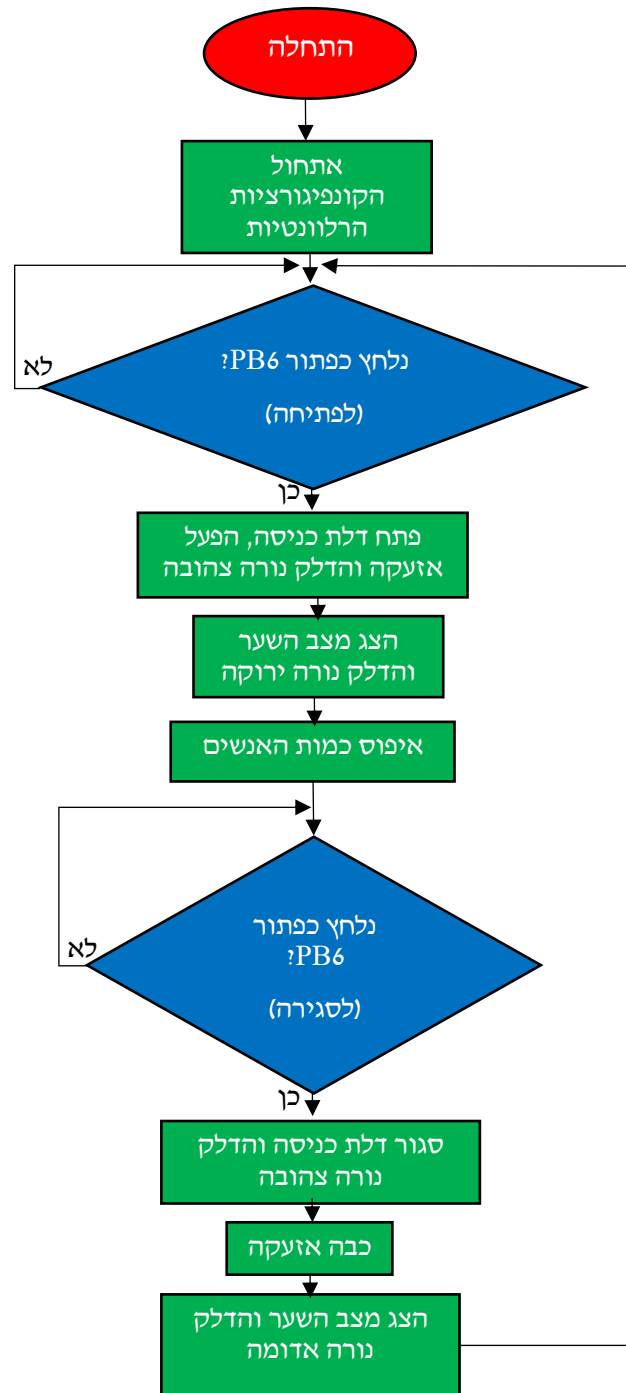 התחלה
אתחול
הקונפיגורציות
הרלוונטיות
נלחץ כפתור PB6?
(לפתיחה)
לא
כן
פתח דלת כניסה, הפעל
אזעקה והדלק נורה צהובה
הצג מצב השער
והדלק נורה ירוקה
איפוס כמות האנשים
נלחץ כפתור
PB6?
(לסגירה)
לא
כן
סגור דלת כניסה והדלק
נורה צהובה
כבה אזעקה
הצג מצב השער והדלק
נורה אדומה